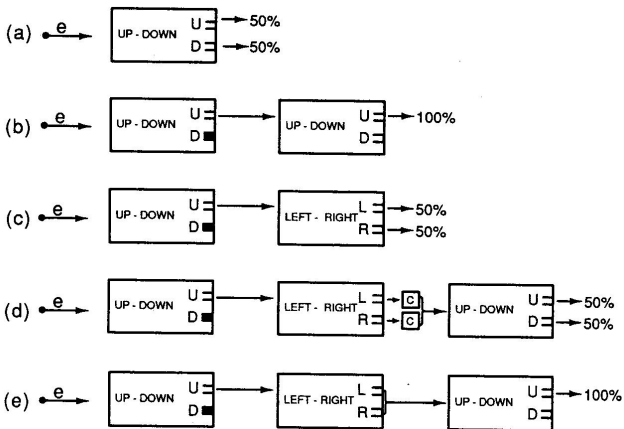 (a) e UP - DOWN U 50%
D 50%
(b) e UP - DOWN U UP - DOWN U 100%
D D
(c) e UP - DOWN U LEFT - RIGHT L 50%
D R 50%
(d) e UP - DOWN U LEFT - RIGHT L c UP - DOWN U 50%
D R c D 50%
(e) e UP - DOWN U LEFT - RIGHT L UP - DOWN U 100%
D R D